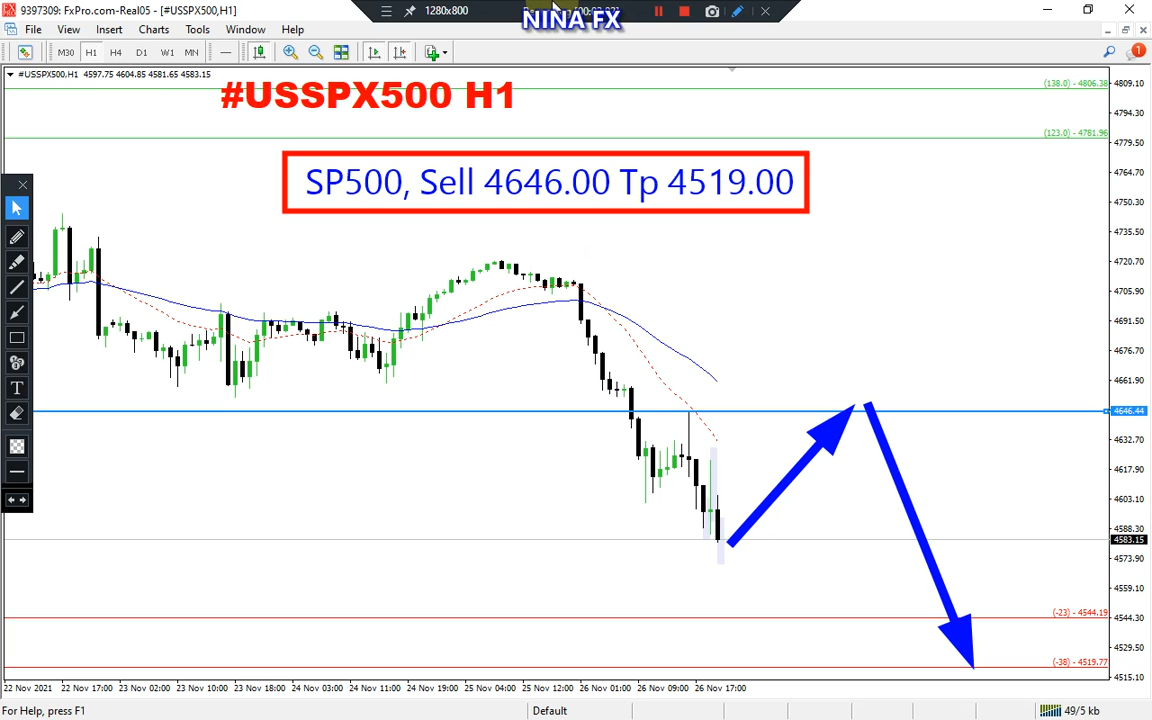 9397309: FxPro.com-Real05 - [#USSPX500,H1]
1280x800
NINA FX
File View Insert Charts Tools Window Help
M30 H1 H4 D1 W1 MN
1
#USSPX500,H1 4597.75 4604.85 4581.65 4583.15
#USSPX500 H1
SP500, Sell 4646.00 Tp 4519.00
(138.0) - 4806.38
(123.0) - 4781.96
(-23) - 4544.19
(-38) - 4519.77
4809.10
4794.30
4779.50
4764.70
4750.30
4735.50
4720.70
4705.90
4691.50
4676.70
4661.90
4646.44
4632.70
4617.90
4603.10
4588.30
4583.15
4573.90
4559.10
4544.30
4529.50
4515.10
T
22 Nov 2021 22 Nov 17:00 23 Nov 02:00 23 Nov 10:00 23 Nov 18:00 24 Nov 03:00 24 Nov 11:00 24 Nov 19:00 25 Nov 04:00 25 Nov 12:00 26 Nov 01:00 26 Nov 09:00 26 Nov 17:00
For Help, press F1
Default
49/5 kb